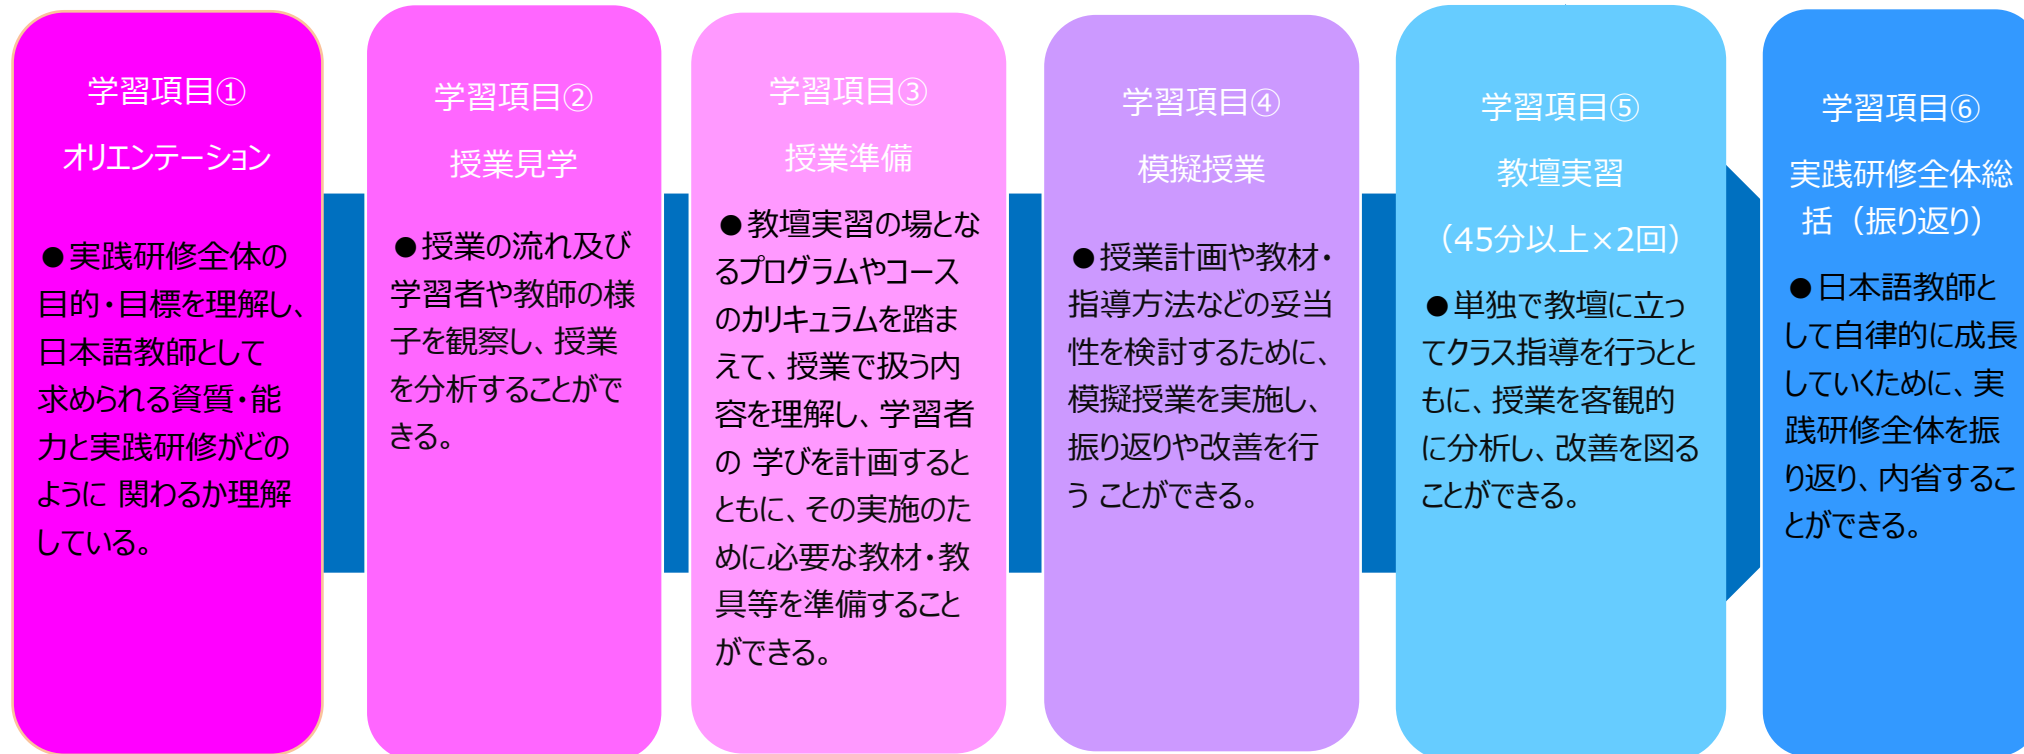 学習項目①
オリエンテーション
●実践研修全体の
目的・目標を理解し、
日本語教師として
求められる資質・能
力と実践研修がどの
ように 関わるか理解
している。
学習項目②
授業見学
●授業の流れ及び
学習者や教師の様
子を観察し、授業
を分析することがで
きる。
学習項目③
授業準備
●教壇実習の場とな
るプログラムやコース
のカリキュラムを踏ま
えて、授業で扱う内
容を理解し、学習者
の 学びを計画すると
ともに、その実施のた
めに必要な教材・教
具等を準備すること
ができる。
学習項目④
模擬授業
●授業計画や教材・
指導方法などの妥当
性を検討するために、
模擬授業を実施し、
振り返りや改善を行
う ことができる。
学習項目⑤
教壇実習
（45分以上×2回）
●単独で教壇に立っ
てクラス指導を行うとと
もに、授業を客観的
に分析し、改善を図る
ことができる。
学習項目⑥
実践研修全体総
括（振り返り）
●日本語教師と
して自律的に成長
していくために、実
践研修全体を振
り返り、内省するこ
とができる。